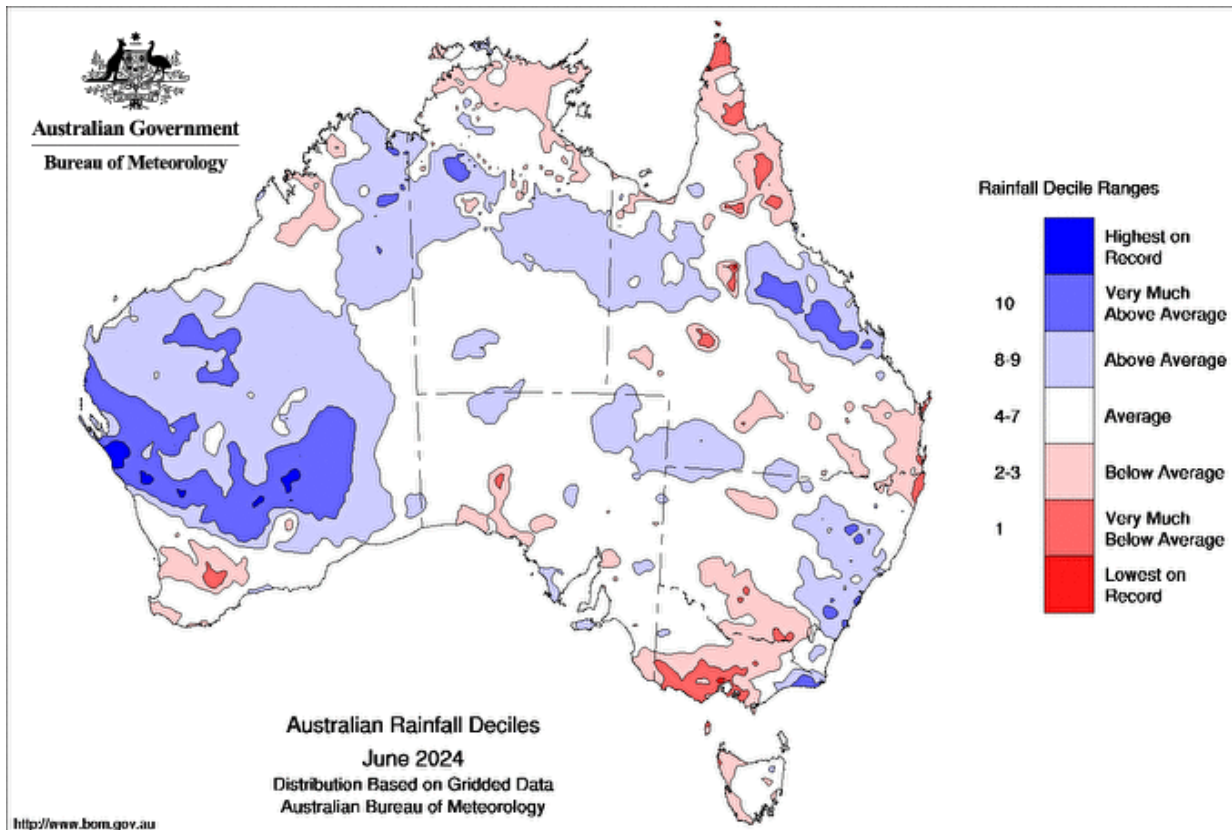 Australian Government
Bureau of Meteorology
Rainfall Decile Ranges
Highest on
Record
10
Very Much
Above Average
8-9
Above Average
4-7
Average
2-3
Below Average
1
Very Much
Below Average
Lowest on
Record
Australian Rainfall Deciles
June 2024
Distribution Based on Gridded Data
Australian Bureau of Meteorology
http://www.bom.gov.au